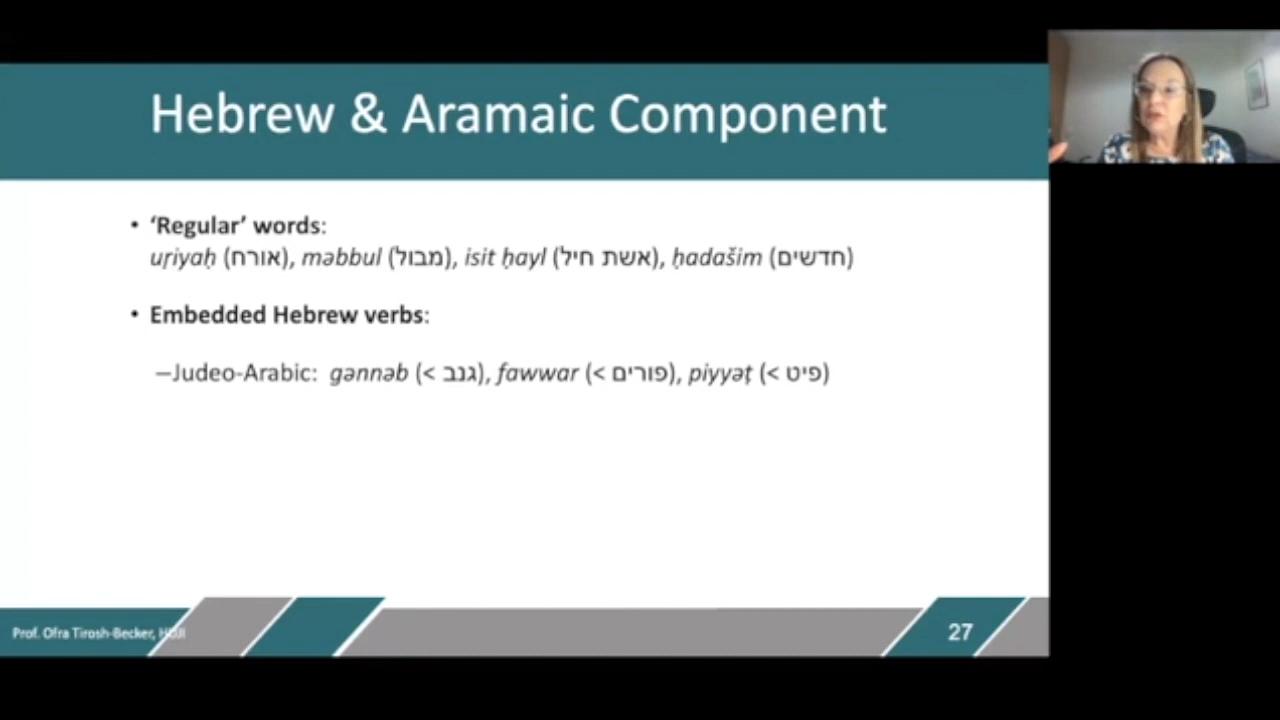 Hebrew & Aramaic Component
• ‘Regular’ words:
uṛiyaḥ (אורח), məbbul (מבול), isit ḥayl (אשת חיל), ḥadašim (חדשים)
• Embedded Hebrew verbs:
–Judeo-Arabic: gənnəb (< גנב), fawwar (< פורים), piyyəṭ (< פיט)
Prof. Ofra Tirosh-Becker, HUJI
27